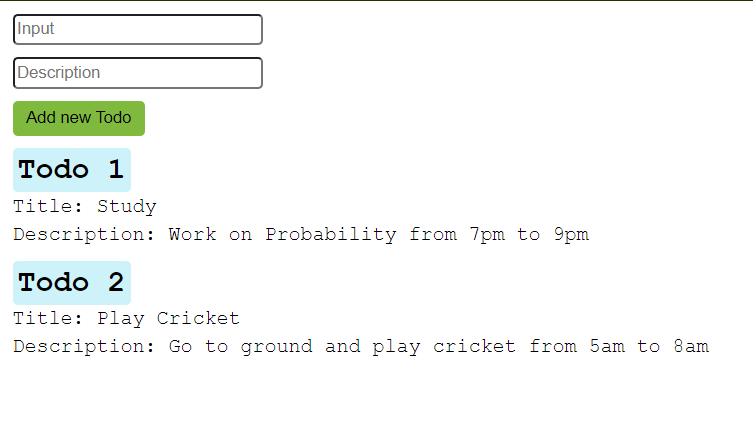 Input
Description
Add new Todo
Todo 1
Title: Study
Description: Work on Probability from 7pm to 9pm
Todo 2
Title: Play Cricket
Description: Go to ground and play cricket from 5am to 8am